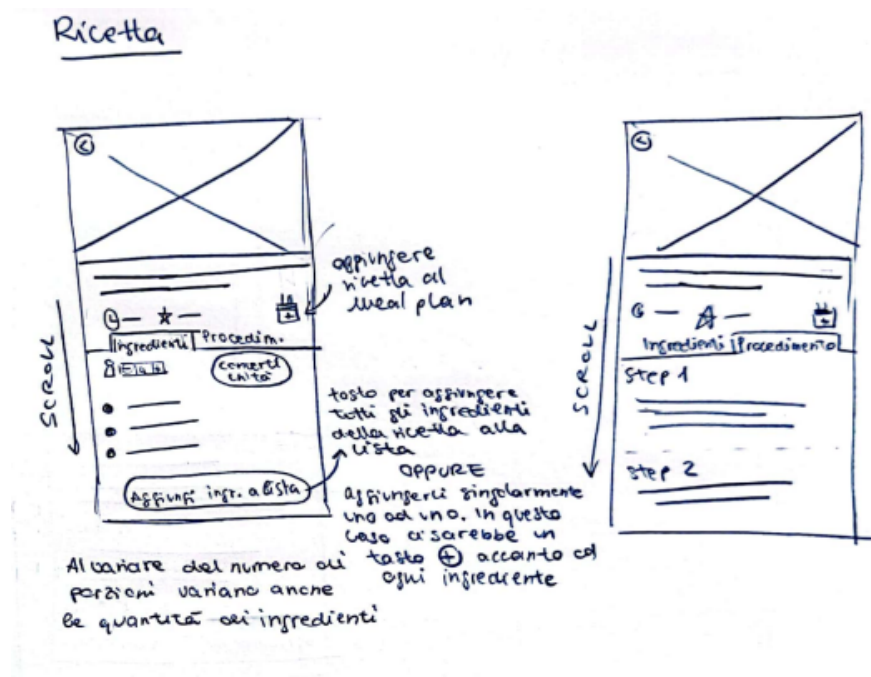 Ricetta
aggiungere
ricetta al
meal plan
SCROLL
Ingredienti Procedim.
converti
unità
tasto per aggiungere
tutti gli ingredienti
della ricetta alla
lista
OPPURE
Aggiungi ingr. a lista
aggiungerli singolarmente
uno ad uno. In questo
caso ci sarebbe un
tasto + accanto ad
ogni ingrediente
Al variare del numero di
porzioni variano anche
le quantità dei ingredienti
SCROLL
Ingredienti Procedimento
Step 1
Step 2